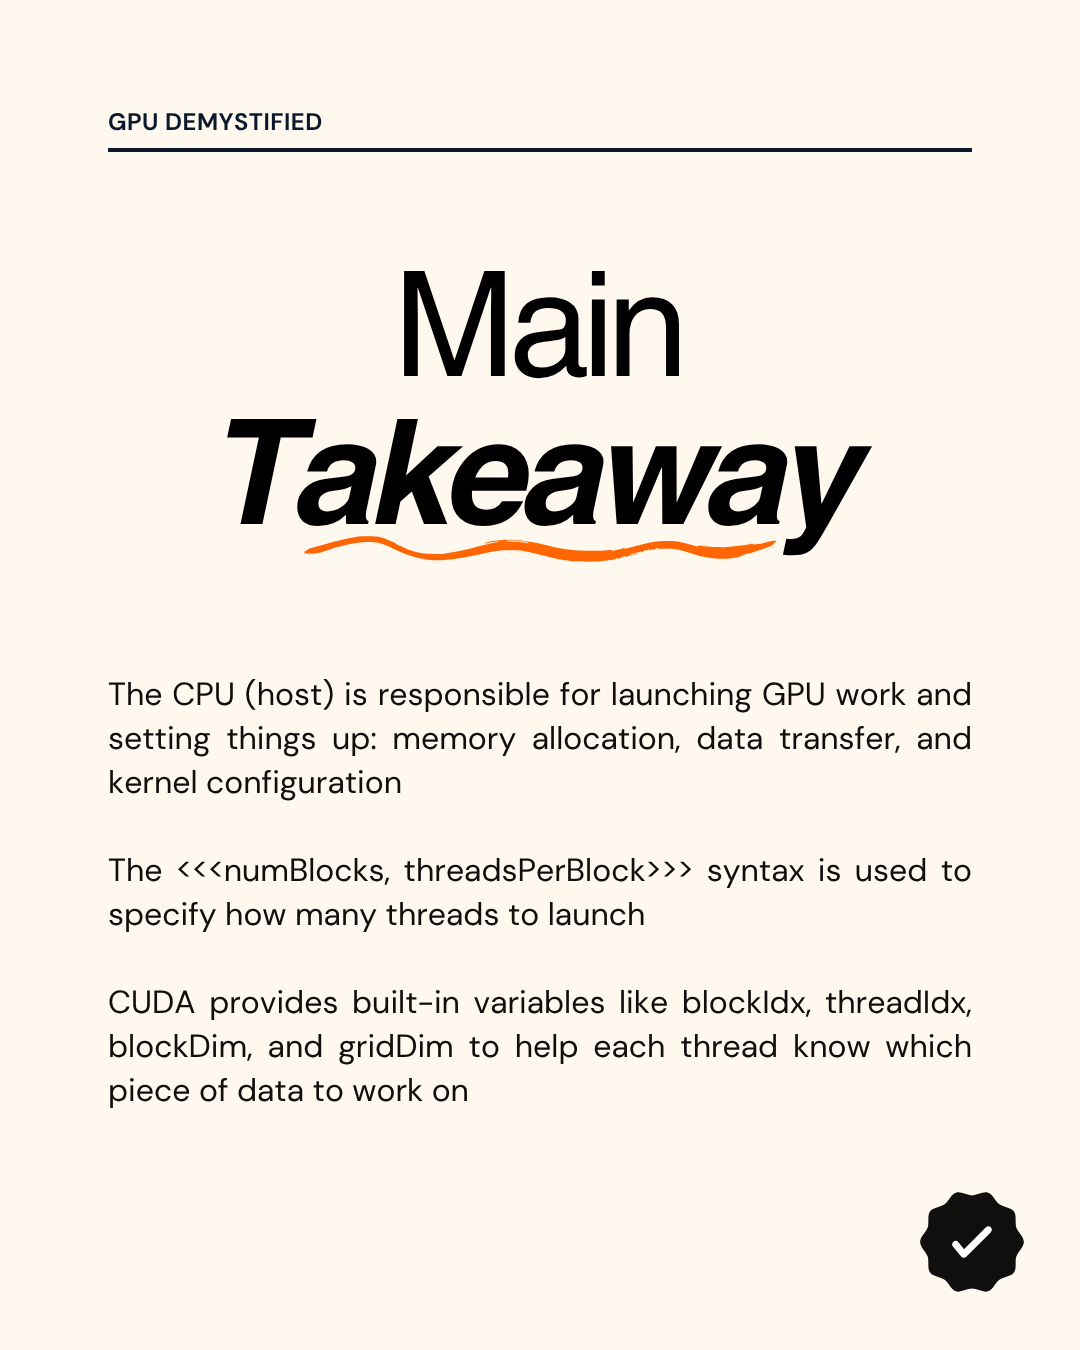 GPU DEMYSTIFIED
Main
Takeaway
The CPU (host) is responsible for launching GPU work and
setting things up: memory allocation, data transfer, and
kernel configuration
The <<<numBlocks, threadsPerBlock>>> syntax is used to
specify how many threads to launch
CUDA provides built-in variables like blockIdx, threadIdx,
blockDim, and gridDim to help each thread know which
piece of data to work on